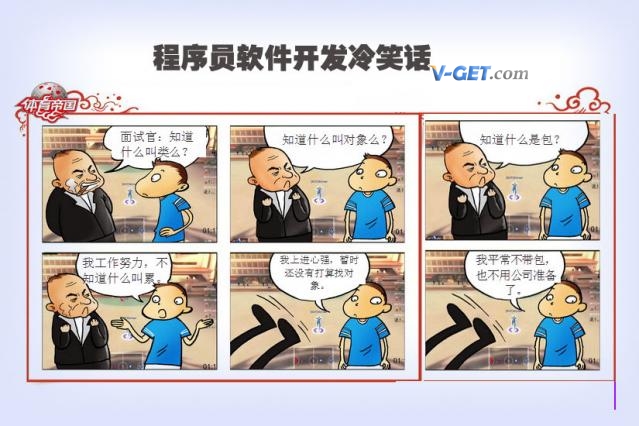 程序员软件开发冷笑话
V-GET.com
体育帝国
面试官：知道
什么叫类么？
知道什么叫对象么？
知道什么是包？
我工作努力，不
知道什么叫累。
我上进心强，暂时
还没有打算找对
象。
我平常不带包，
也不用公司准备
了。